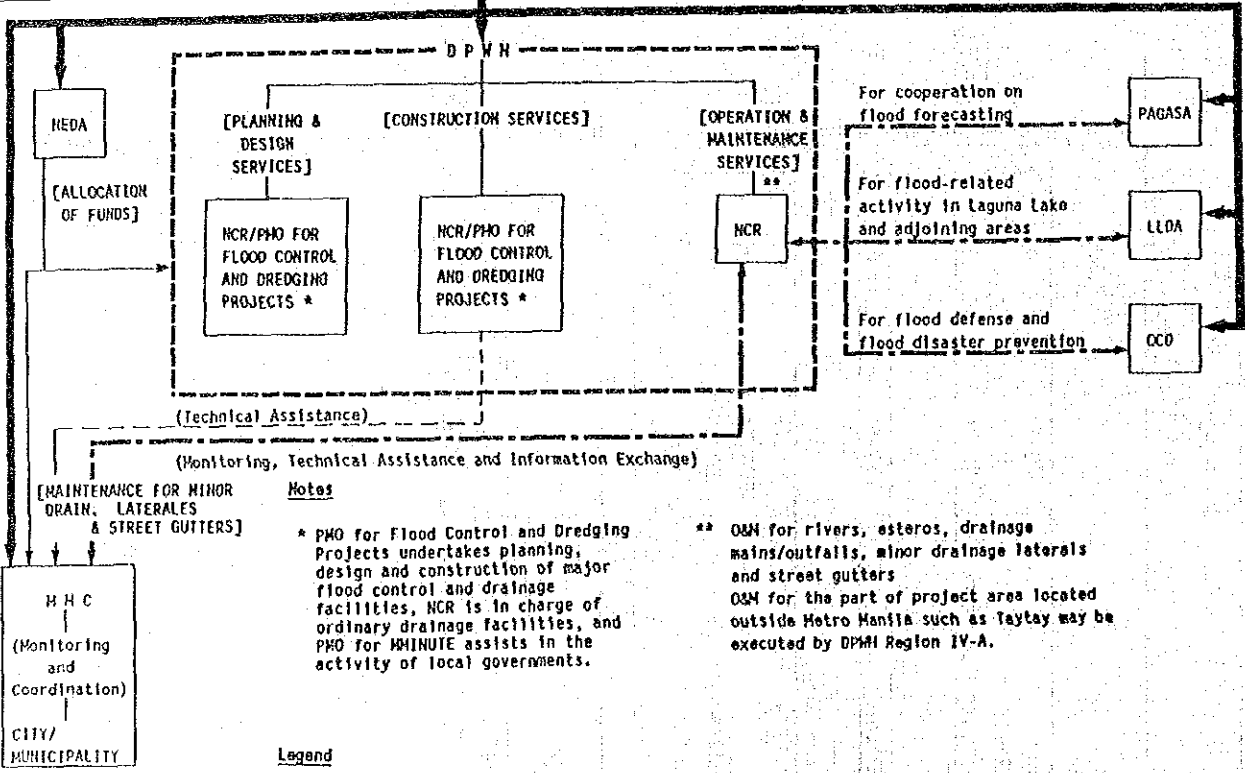 DPWH
NEDA
[ALLOCATION
OF FUNDS]
[PLANNING &
DESIGN
SERVICES]
[CONSTRUCTION SERVICES]
[OPERATION &
MAINTENANCE
SERVICES]
**
NCR/PMO FOR
FLOOD CONTROL
AND DREDGING
PROJECTS *
NCR/PMO FOR
FLOOD CONTROL
AND DREDGING
PROJECTS *
NCR
For cooperation on
flood forecasting
PAGASA
For flood-related
activity in Laguna Lake
and adjoining areas
LLDA
For flood defense and
flood disaster prevention
OCD
(Technical Assistance)
(Monitoring, Technical Assistance and Information Exchange)
[MAINTENANCE FOR MINOR
DRAIN, LATERALES
& STREET GUTTERS]
MMC
(Monitoring
and
Coordination)
CITY/
MUNICIPALITY
Notes
* PMO for Flood Control and Dredging
Projects undertakes planning,
design and construction of major
flood control and drainage
facilities, NCR is in charge of
ordinary drainage facilities, and
PMO for MMINUTE assists in the
activity of local governments.
** O&M for rivers, esteros, drainage
mains/outfalls, minor drainage laterals
and street gutters
O&M for the part of project area located
outside Metro Manila such as Taytay may be
executed by DPWH Region IV-A.
Legend